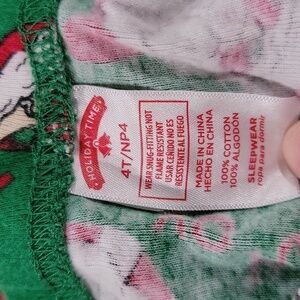 HOLIDAY TIME
4T/NP4
WEAR SNUG-FITTING NOT
FLAME RESISTANT
USAR CEÑIDO NO ES
RESISTENTE AL FUEGO
MADE IN CHINA
HECHO EN CHINA
100% COTTON
100% ALGODON
SLEEPWEAR
ropa para dormir